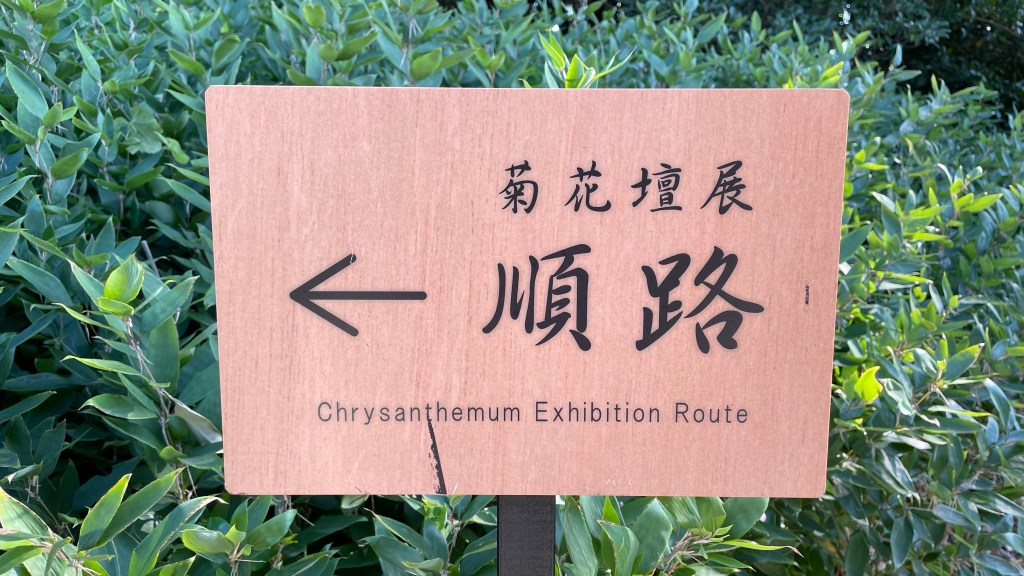 菊花壇展
順路
Chrysanthemum Exhibition Route